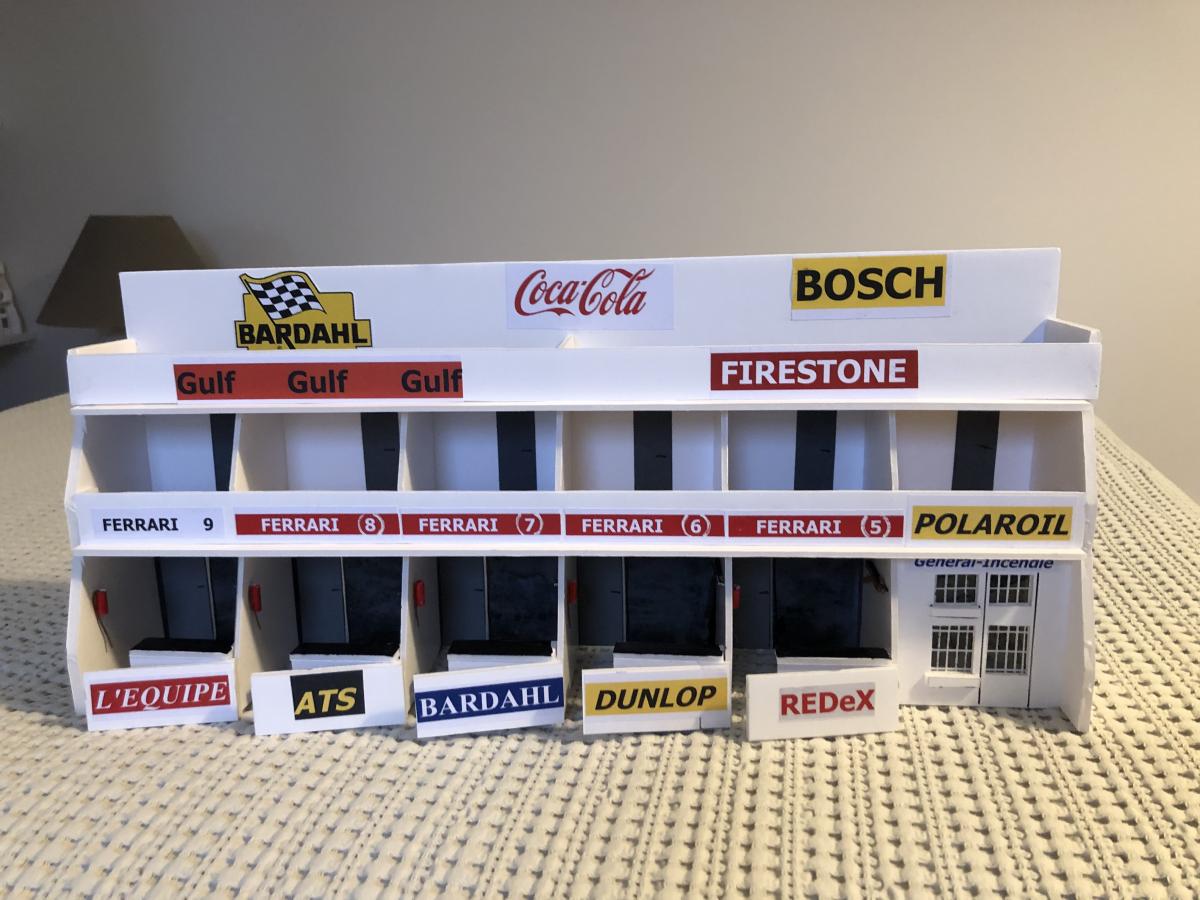 BARDAHL
Coca-Cola
BOSCH
Gulf Gulf Gulf
FIRESTONE
FERRARI 9
FERRARI (8)
FERRARI (7)
FERRARI (6)
FERRARI (5)
POLAROIL
General-Incendie
L'EQUIPE
ATS
BARDAHL
DUNLOP
REDeX